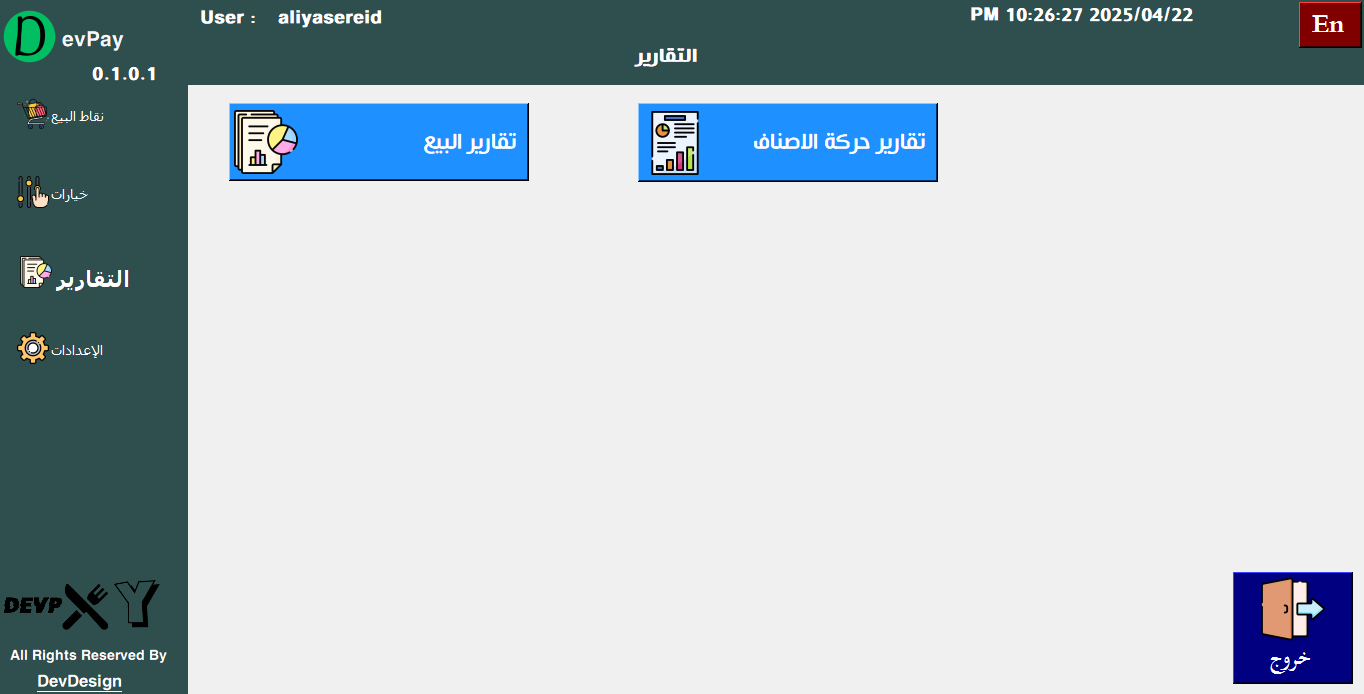 DevPay
0.1.0.1
User : aliyasereid
PM 10:26:27 2025/04/22
En
التقارير
نقاط البيع
خيارات
التقارير
الإعدادات
تقارير البيع
تقارير حركة الاصناف
DEVP XY
All Rights Reserved By
DevDesign
خروج